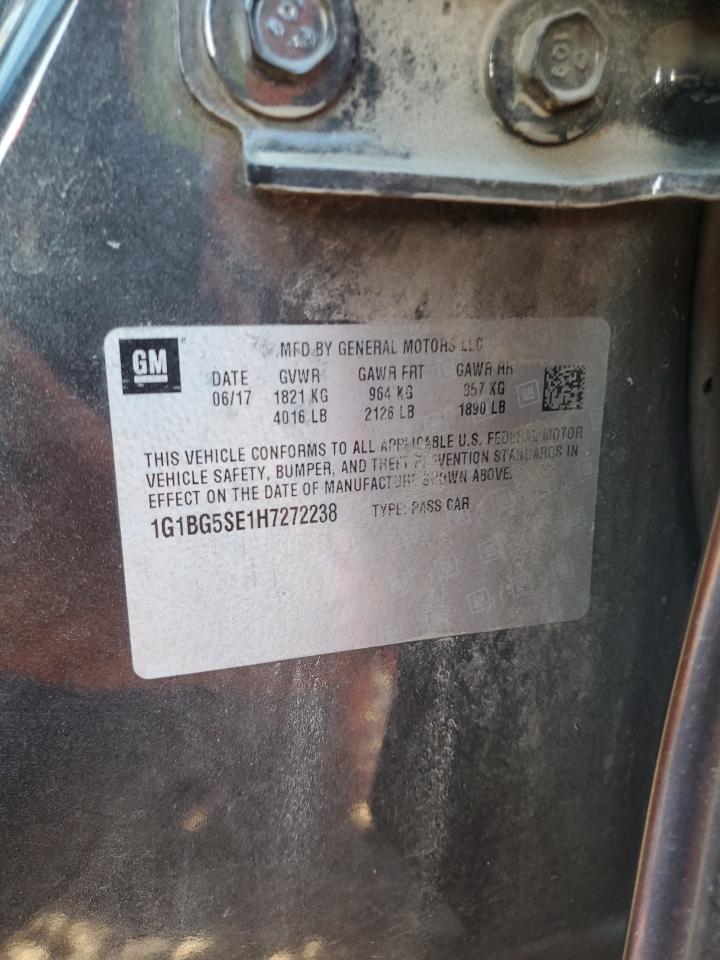 GM
MFD BY GENERAL MOTORS LLC
DATE GVWR GAWR FRT GAWR RR
06/17 1821 KG 964 KG 857 KG
4016 LB 2126 LB 1890 LB
THIS VEHICLE CONFORMS TO ALL APPLICABLE U.S. FEDERAL MOTOR
VEHICLE SAFETY, BUMPER, AND THEFT PREVENTION STANDARDS IN
EFFECT ON THE DATE OF MANUFACTURE SHOWN ABOVE.
1G1BG5SE1H7272238 TYPE: PASS CAR